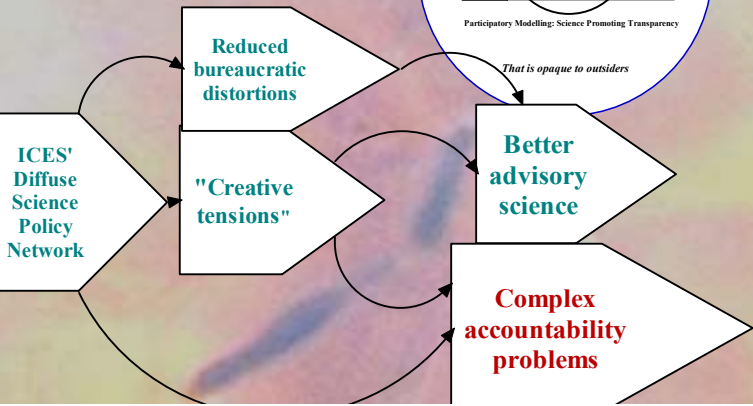 Participatory Modelling: Science Promoting Transparency
That is opaque to outsiders
Reduced
bureaucratic
distortions
ICES'
Diffuse
Science
Policy
Network
"Creative
tensions"
Better
advisory
science
Complex
accountability
problems